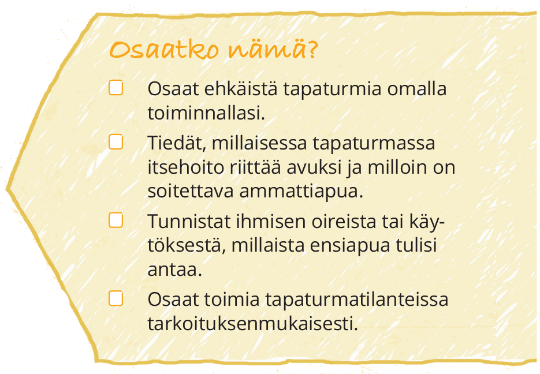 Osaatko nämä?
Osaat ehkäistä tapaturmia omalla
toiminnallasi.
Tiedät, millaisessa tapaturmassa
itsehoito riittää avuksi ja milloin on
soitettava ammattiapua.
Tunnistat ihmisen oireista tai käy-
töksestä, millaista ensiapua tulisi
antaa.
Osaat toimia tapaturmatilanteissa
tarkoituksenmukaisesti.